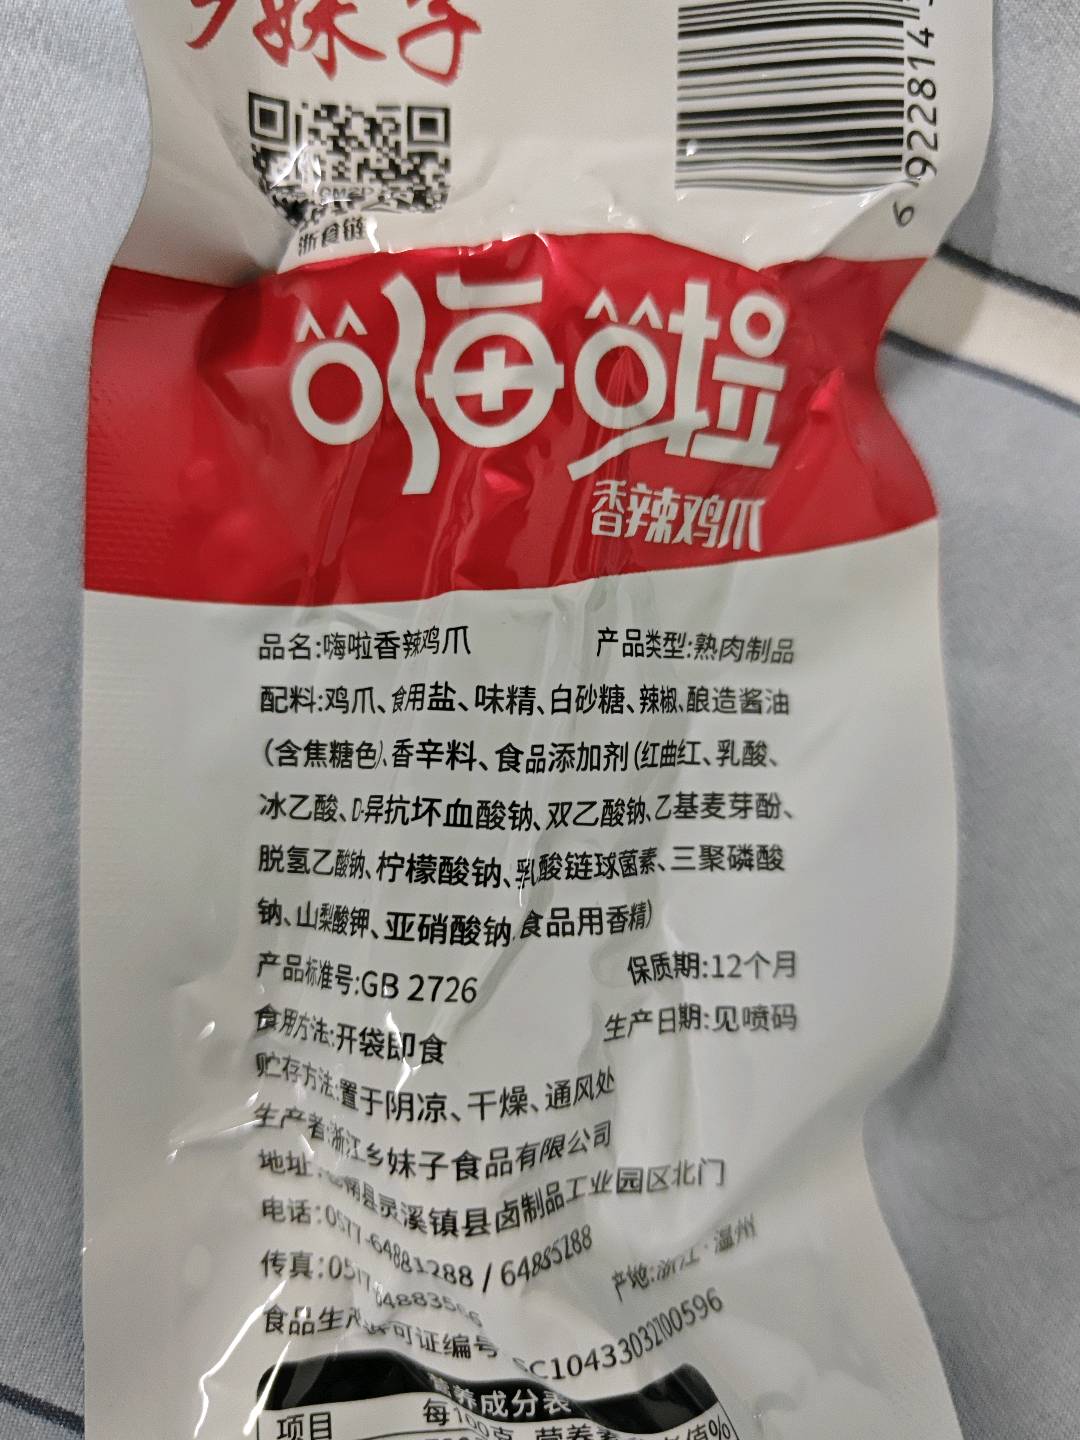 妹子
6 922814
浙食链
嗨啦
香辣鸡爪
品名:嗨啦香辣鸡爪 产品类型:熟肉制品
配料:鸡爪、食用盐、味精、白砂糖、辣椒、酿造酱油
(含焦糖色)、香辛料、食品添加剂(红曲红、乳酸、
冰乙酸、D-异抗坏血酸钠、双乙酸钠、乙基麦芽酚、
脱氢乙酸钠、柠檬酸钠、乳酸链球菌素、三聚磷酸
钠、山梨酸钾、亚硝酸钠、食品用香精)
产品标准号:GB 2726 保质期:12个月
食用方法:开袋即食 生产日期:见喷码
贮存方法:置于阴凉、干燥、通风处
生产者:浙江乡妹子食品有限公司
地址: 县灵溪镇县卤制品工业园区北门
电话:0577-64881288 / 64885288
传真:0577 64883566 产地:浙江·温州
食品生产许可证编号 SC10433032700596
营养成分表
项目 每100克 营养素